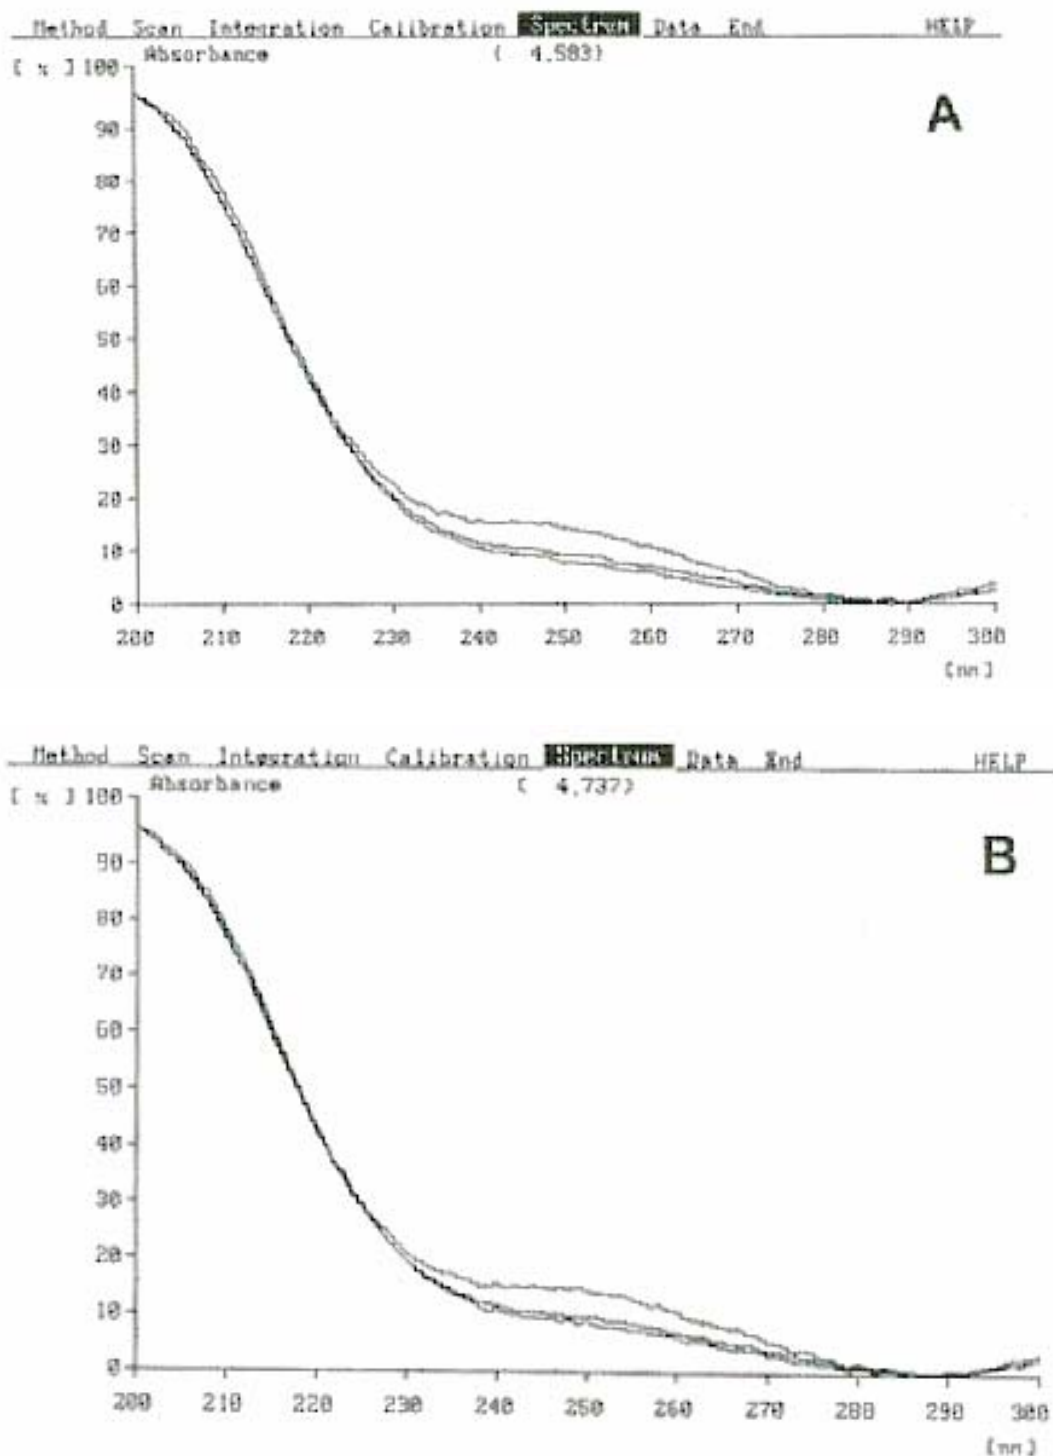 Method Scan Integration Calibration Spectrum Data End HELP
Absorbance ( 4.583)
[ % ] 100
A
90
80
70
60
50
40
30
20
10
0
200 210 220 230 240 250 260 270 280 290 300
[nm]
Method Scan Integration Calibration Spectrum Data End HELP
Absorbance ( 4.737)
[ % ] 100
B
90
80
70
60
50
40
30
20
10
0
200 210 220 230 240 250 260 270 280 290 300
[nm]